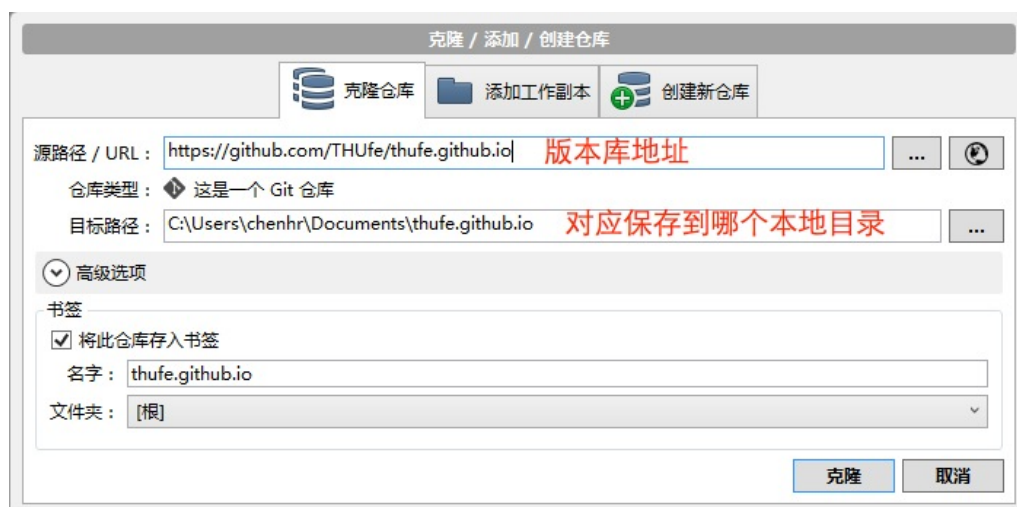 克隆 / 添加 / 创建仓库
克隆仓库 添加工作副本 创建新仓库
源路径 / URL： https://github.com/THUfe/thufe.github.io 版本库地址 ...
仓库类型： 这是一个 Git 仓库
目标路径： C:\Users\chenhr\Documents\thufe.github.io 对应保存到哪个本地目录 ...
高级选项
书签
将此仓库存入书签
名字： thufe.github.io
文件夹： [根]
克隆 取消